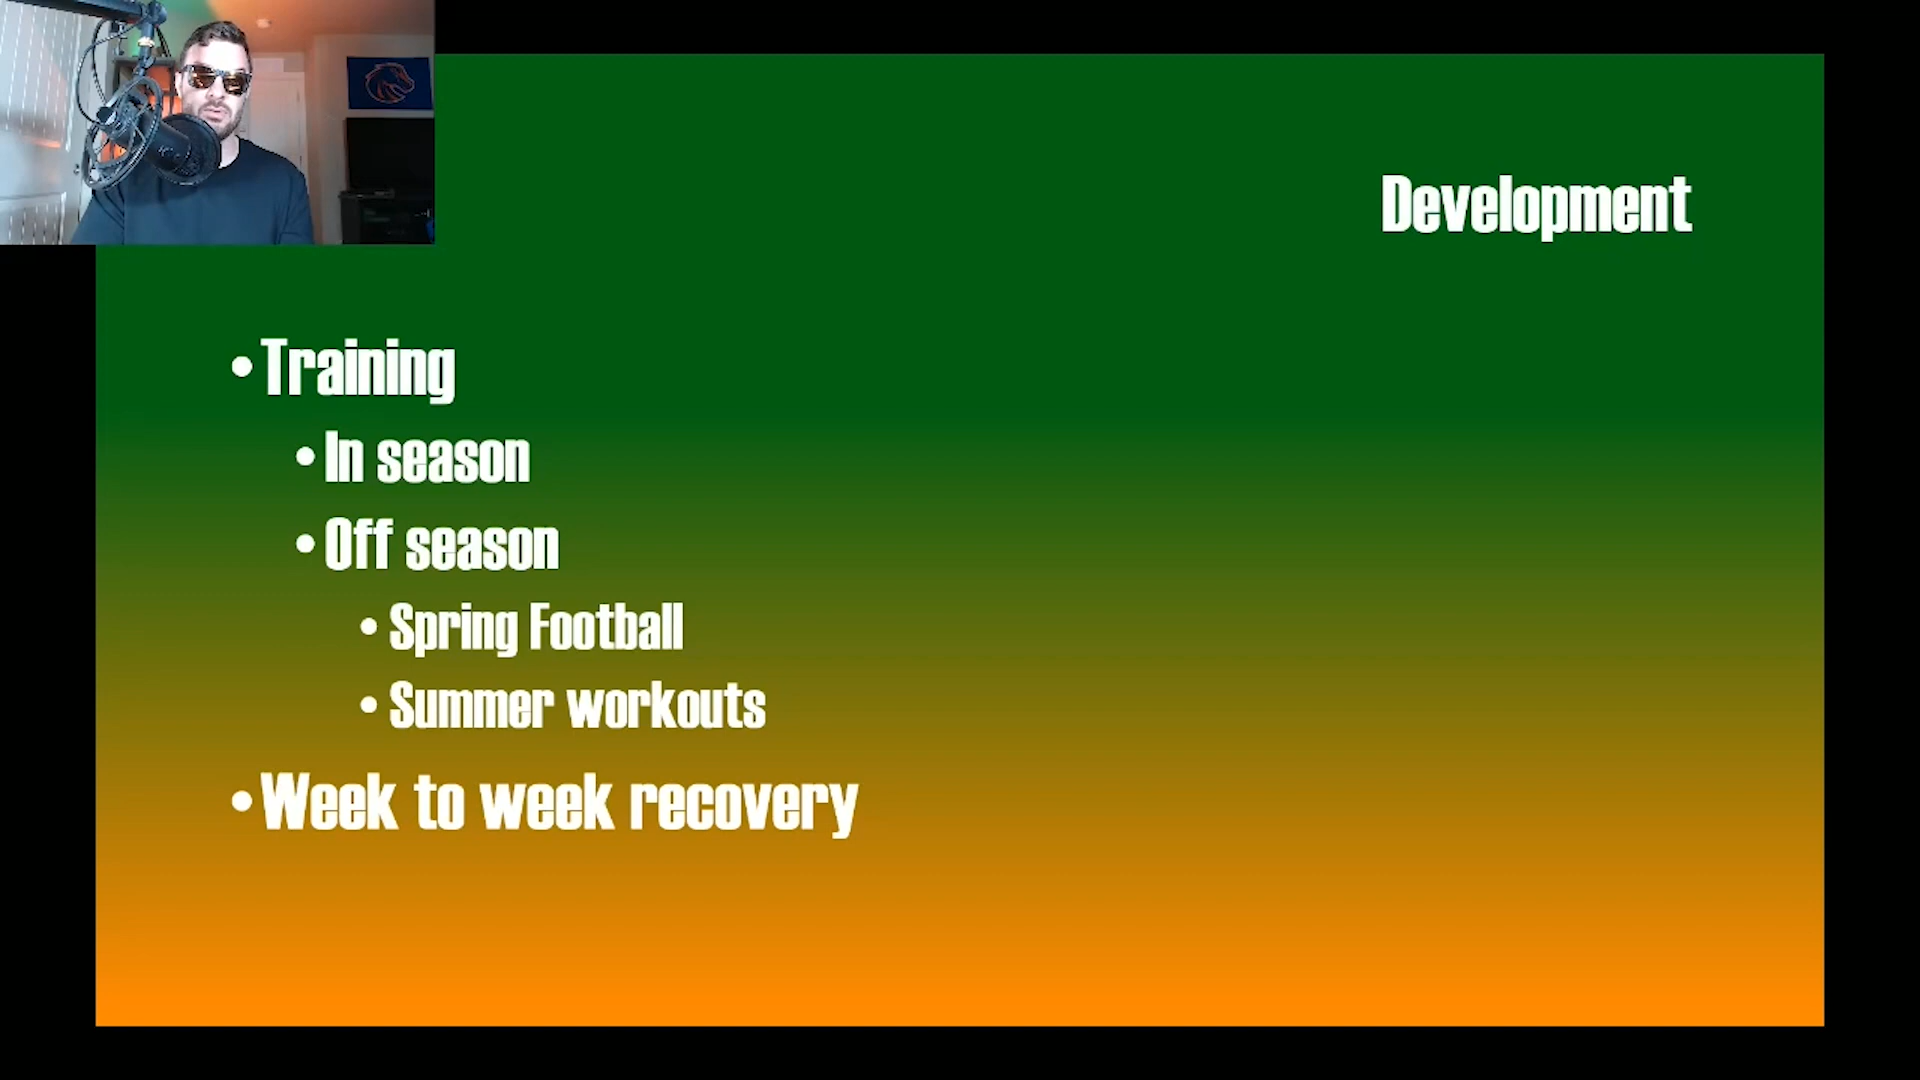 Development
• Training
• In season
• Off season
• Spring Football
• Summer workouts
• Week to week recovery